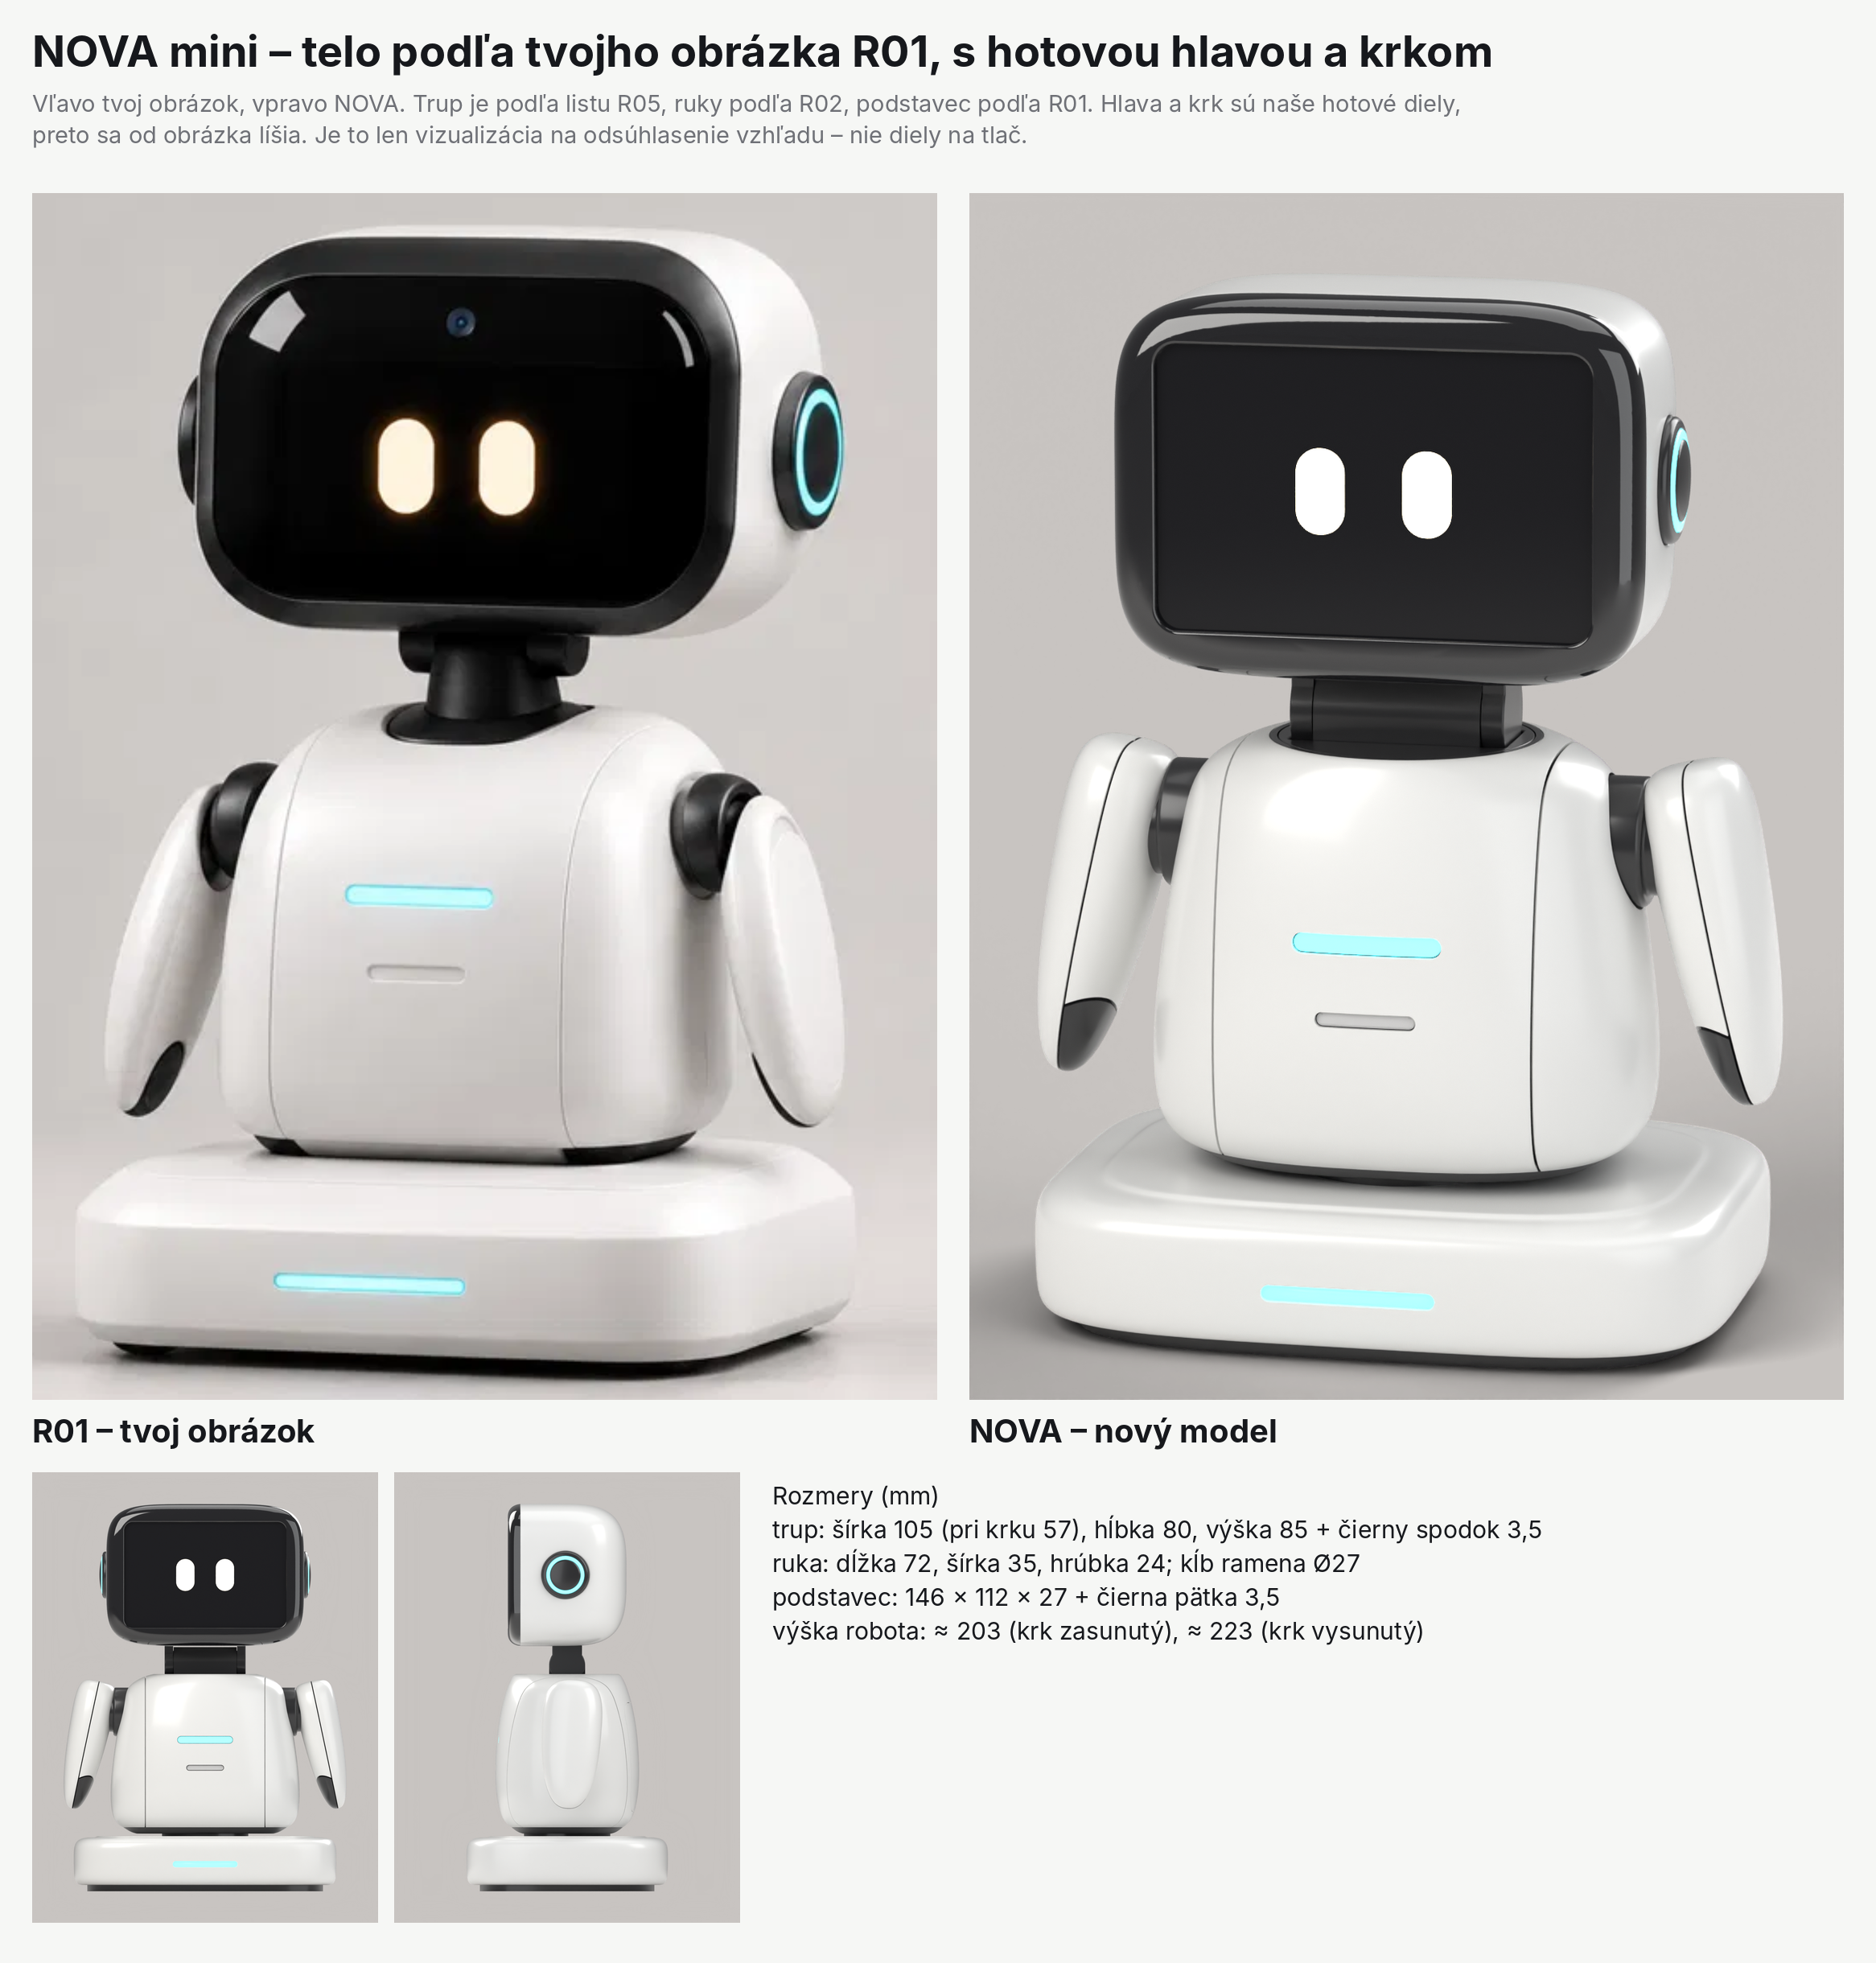 NOVA mini – telo podľa tvojho obrázka R01, s hotovou hlavou a krkom
Vľavo tvoj obrázok, vpravo NOVA. Trup je podľa listu R05, ruky podľa R02, podstavec podľa R01. Hlava a krk sú naše hotové diely,
preto sa od obrázka líšia. Je to len vizualizácia na odsúhlasenie vzhľadu – nie diely na tlač.
R01 – tvoj obrázok
NOVA – nový model
Rozmery (mm)
trup: šírka 105 (pri krku 57), hĺbka 80, výška 85 + čierny spodok 3,5
ruka: dĺžka 72, šírka 35, hrúbka 24; kĺb ramena Ø27
podstavec: 146 × 112 × 27 + čierna pätka 3,5
výška robota: ≈ 203 (krk zasunutý), ≈ 223 (krk vysunutý)